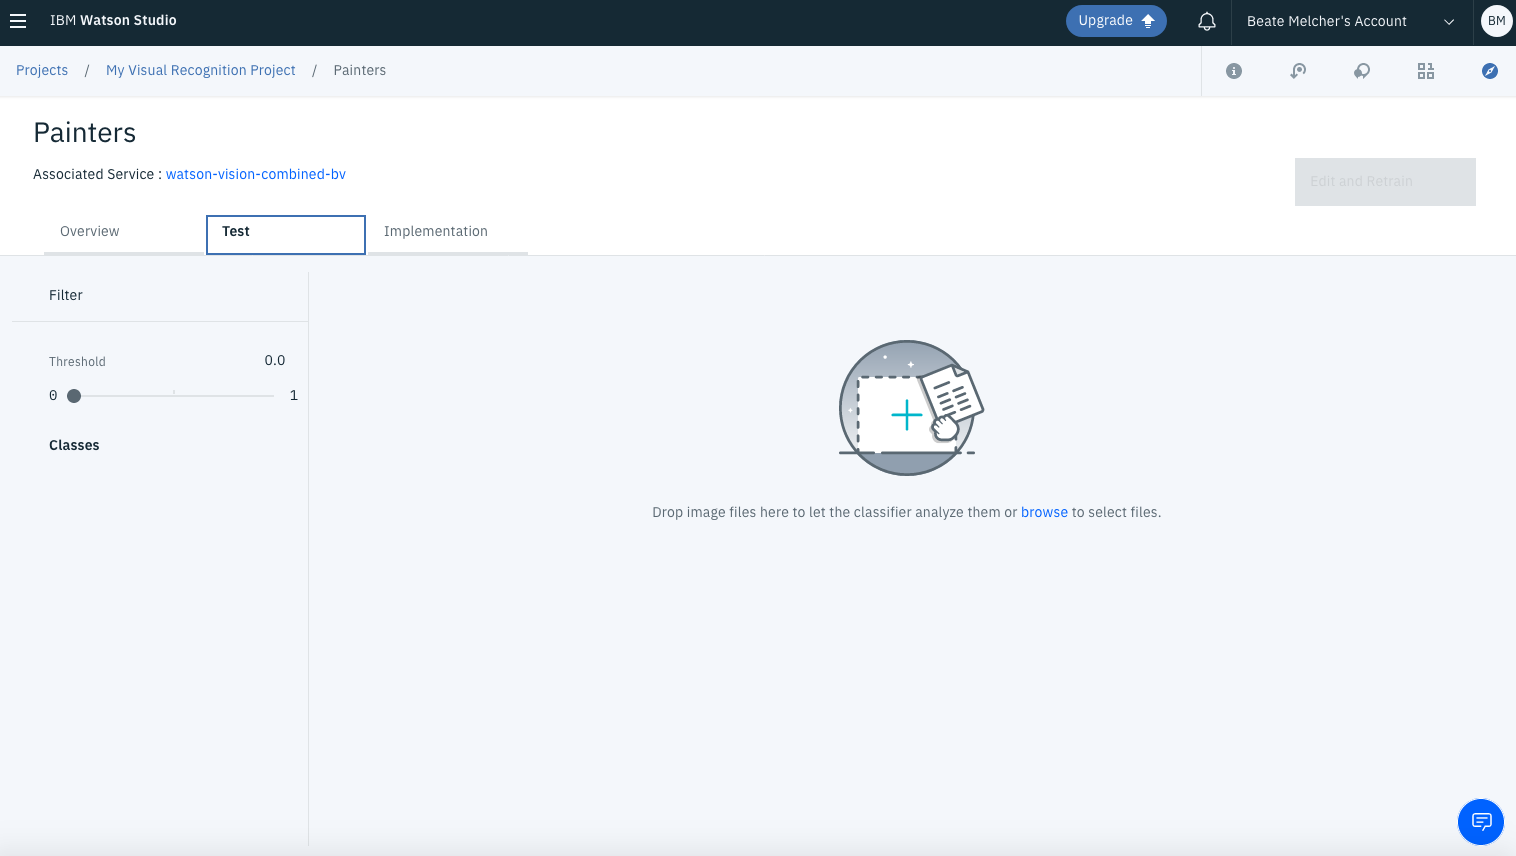 IBM Watson Studio
Upgrade
Beate Melcher's Account
BM
Projects / My Visual Recognition Project / Painters
Painters
Associated Service : watson-vision-combined-bv
Edit and Retrain
Overview
Test
Implementation
Filter
Threshold 0.0
0 1
Classes
Drop image files here to let the classifier analyze them or browse to select files.